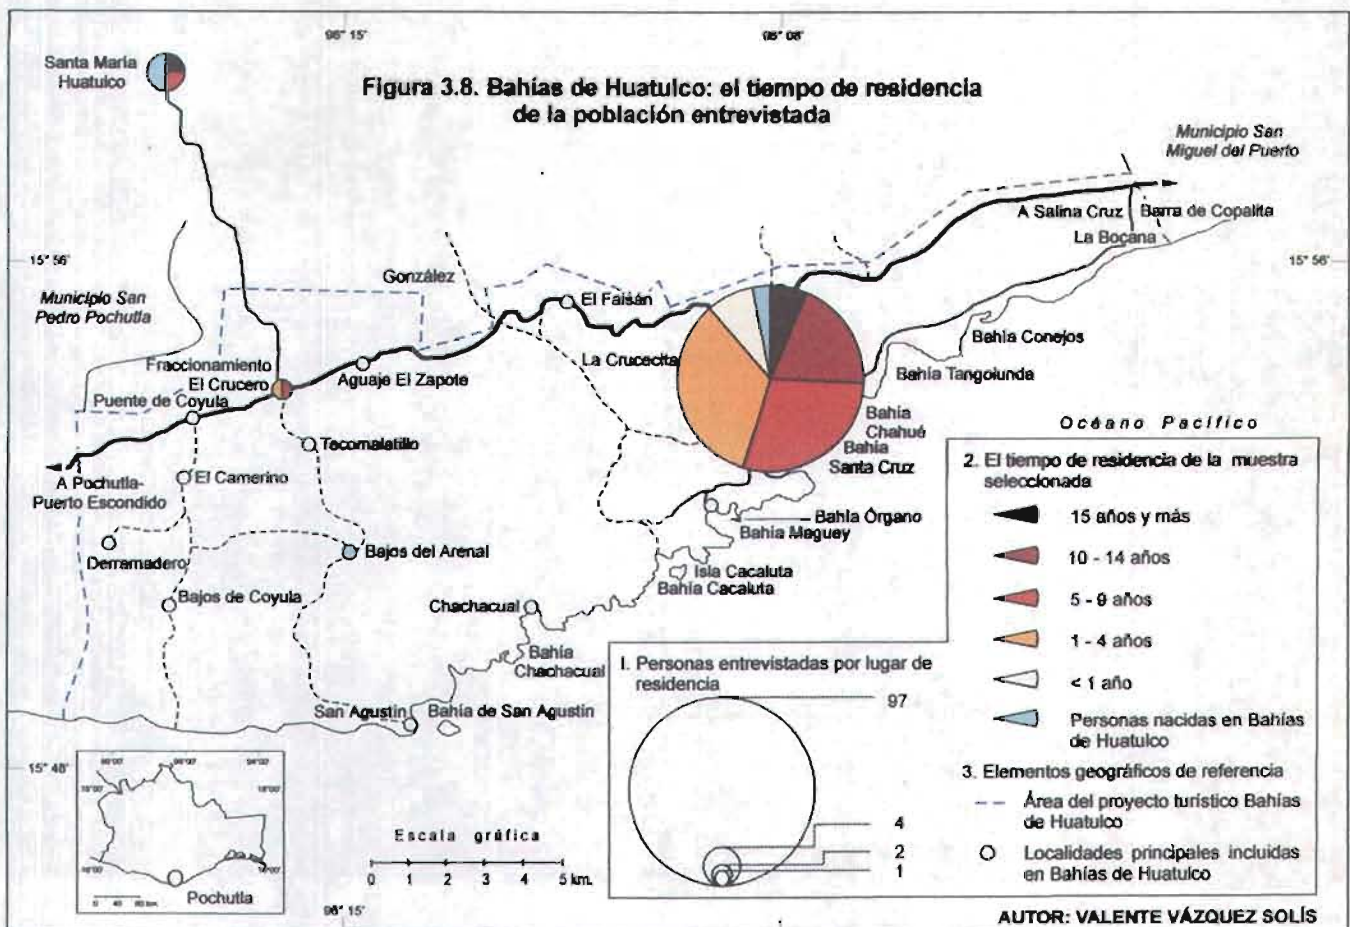 96° 15'
96° 08'
Santa María
Huatulco
Figura 3.8. Bahías de Huatulco: el tiempo de residencia
de la población entrevistada
Municipio San
Miguel del Puerto
A Salina Cruz
Barra de Copalita
La Bocana
15° 56'
15° 56'
González
El Faisán
Municipio San
Pedro Pochutla
Bahía Conejos
Fraccionamiento
El Crucero
La Crucecita
Aguaje El Zapote
Bahía Tangolunda
Puente de Coyula
Bahía
Chahué
Bahía
Santa Cruz
Océano Pacífico
Tecomalatillo
El Camerino
A Pochutla-
Puerto Escondido
Bahía Órgano
Bahía Maguey
Derramadero
Bajos del Arenal
Isla Cacaluta
Bahía Cacaluta
Bajos de Coyula
Chachacual
Bahía
Chachacual
San Agustín
Bahía de San Agustín
15° 48'
2. El tiempo de residencia de la muestra
seleccionada
15 años y más
10 - 14 años
5 - 9 años
1 - 4 años
< 1 año
Personas nacidas en Bahías
de Huatulco
I. Personas entrevistadas por lugar de
residencia
97
4
2
1
3. Elementos geográficos de referencia
Área del proyecto turístico Bahías
de Huatulco
Localidades principales incluidas
en Bahías de Huatulco
Escala gráfica
0 1 2 3 4 5 km.
Pochutla
96° 15'
AUTOR: VALENTE VÁZQUEZ SOLÍS